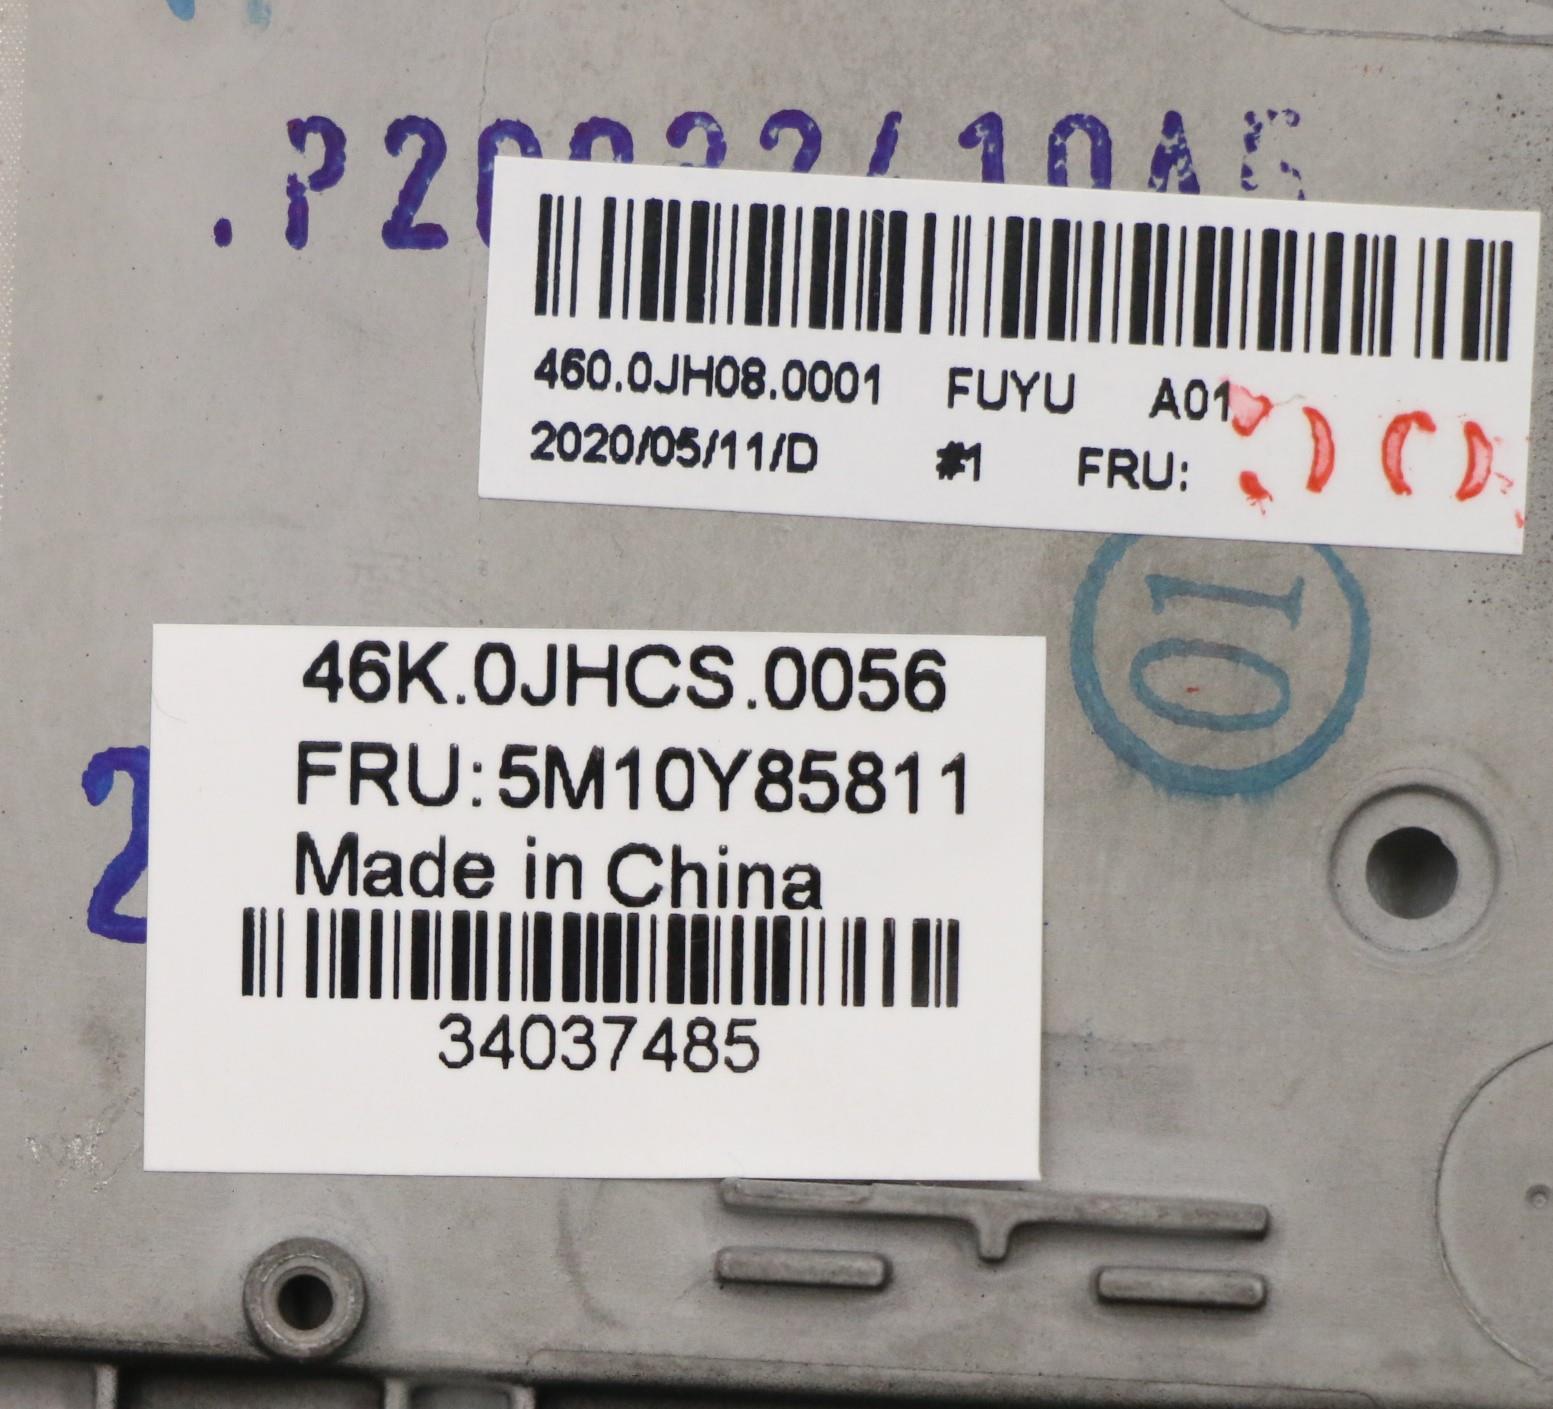 460.0JH08.0001 FUYU A01
2020/05/11/D #1 FRU:
01
46K.0JHCS.0056
FRU:5M10Y85811
Made in China
34037485